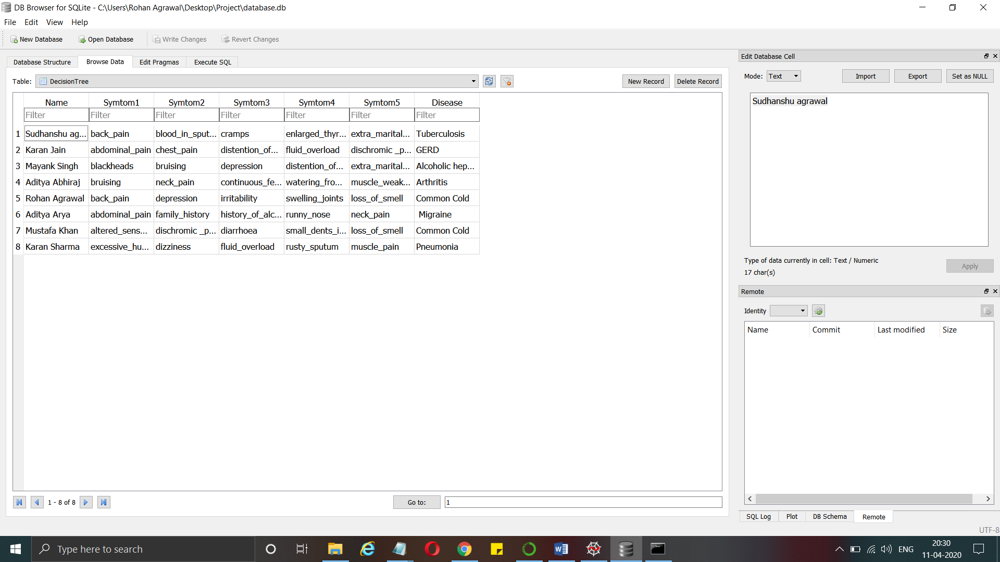 DB Browser for SQLite - C:\Users\Rohan Agrawal\Desktop\Project\database.db
File Edit View Help
New Database Open Database Write Changes Revert Changes
Database Structure Browse Data Edit Pragmas Execute SQL
Table: DecisionTree New Record Delete Record
Name Symtom1 Symtom2 Symtom3 Symtom4 Symtom5 Disease
Filter Filter Filter Filter Filter Filter Filter
1 Sudhanshu ag... back_pain blood_in_sput... cramps enlarged_thyr... extra_marital... Tuberculosis
2 Karan Jain abdominal_pain chest_pain distention_of... fluid_overload dischromic _p... GERD
3 Mayank Singh blackheads bruising depression distention_of... extra_marital... Alcoholic hep...
4 Aditya Abhiraj bruising neck_pain continuous_fe... watering_fro... muscle_weak... Arthritis
5 Rohan Agrawal back_pain depression irritability swelling_joints loss_of_smell Common Cold
6 Aditya Arya abdominal_pain family_history history_of_alc... runny_nose neck_pain Migraine
7 Mustafa Khan altered_sens... dischromic _p... diarrhoea small_dents_i... loss_of_smell Common Cold
8 Karan Sharma excessive_hu... dizziness fluid_overload rusty_sputum muscle_pain Pneumonia
1 - 8 of 8 Go to: 1
Edit Database Cell
Mode: Text Import Export Set as NULL
Sudhanshu agrawal
Type of data currently in cell: Text / Numeric
17 char(s)
Apply
Remote
Identity
Name Commit Last modified Size
SQL Log Plot DB Schema Remote
UTF-8
Type here to search
ENG
20:30
11-04-2020